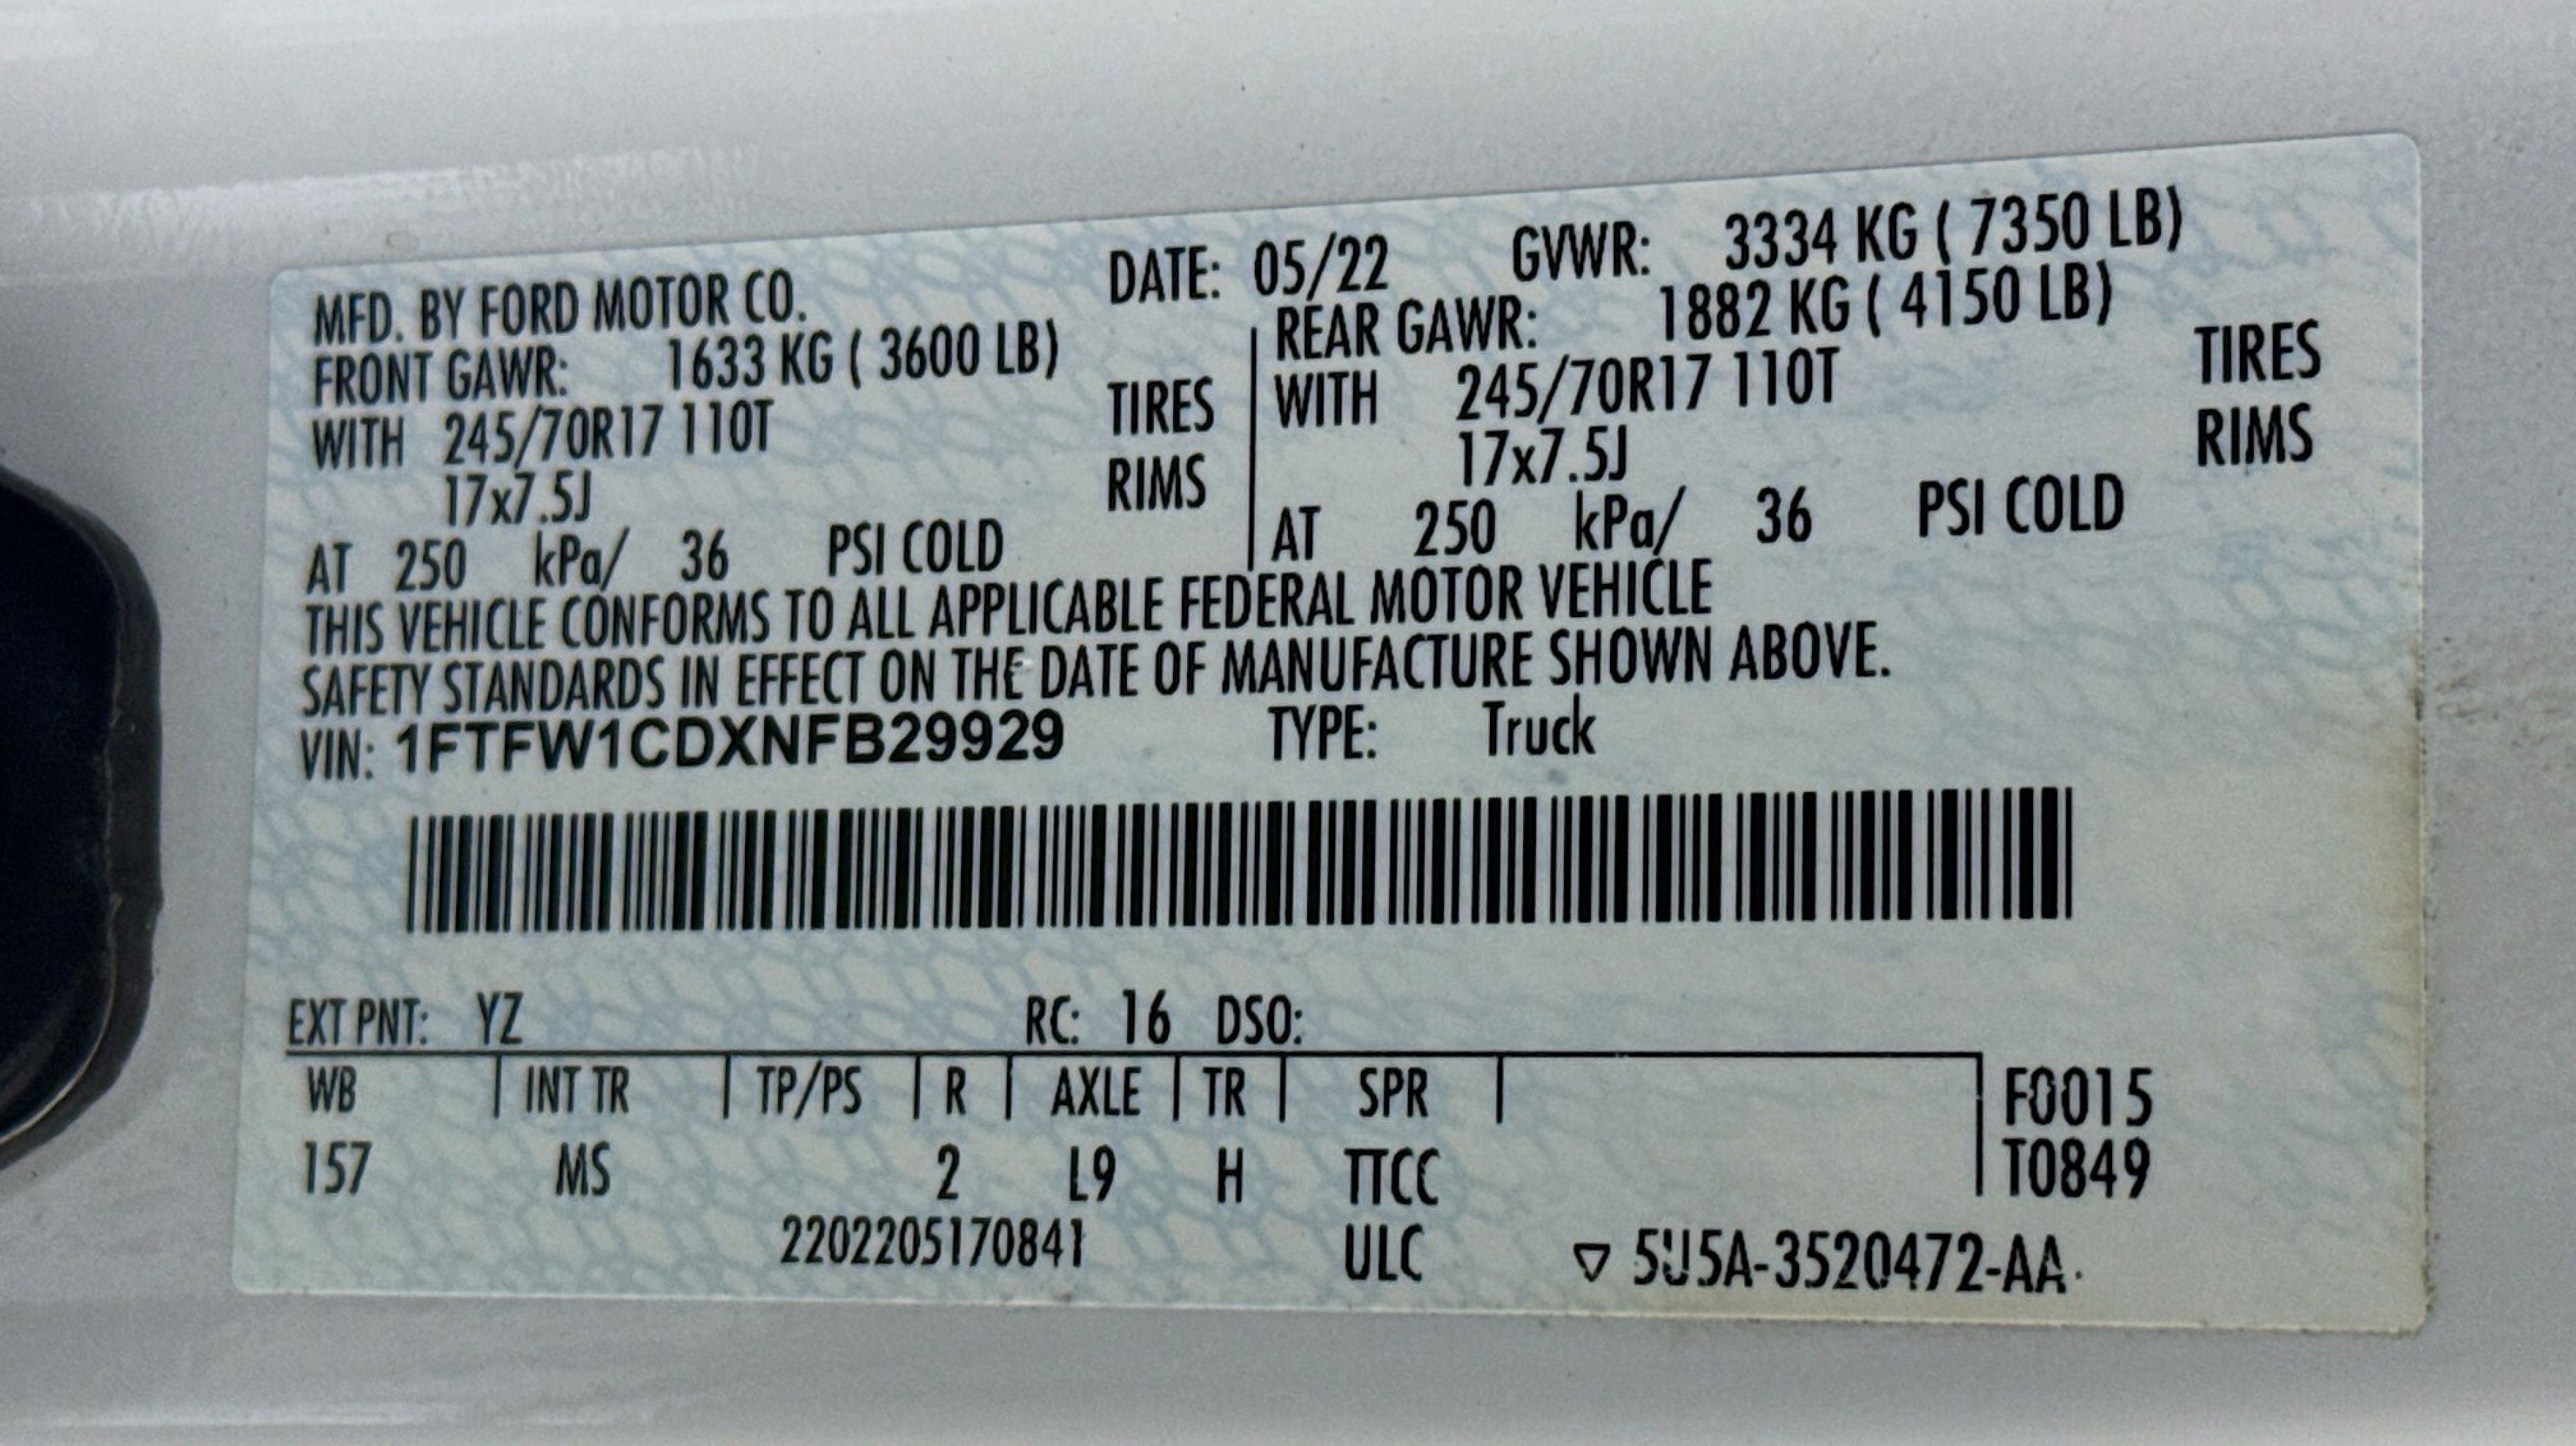 MFD. BY FORD MOTOR CO. DATE: 05/22 GVWR: 3334 KG ( 7350 LB)
FRONT GAWR: 1633 KG ( 3600 LB) REAR GAWR: 1882 KG ( 4150 LB)
WITH 245/70R17 110T TIRES WITH 245/70R17 110T TIRES
17x7.5J RIMS 17x7.5J RIMS
AT 250 kPa/ 36 PSI COLD AT 250 kPa/ 36 PSI COLD
THIS VEHICLE CONFORMS TO ALL APPLICABLE FEDERAL MOTOR VEHICLE
SAFETY STANDARDS IN EFFECT ON THE DATE OF MANUFACTURE SHOWN ABOVE.
VIN: 1FTFW1CDXNFB29929 TYPE: Truck
EXT PNT: YZ RC: 16 DSO:
WB INT TR TP/PS R AXLE TR SPR F0015
157 MS 2 L9 H TTCC T0849
2202205170841 ULC ▽ 5U5A-3520472-AA